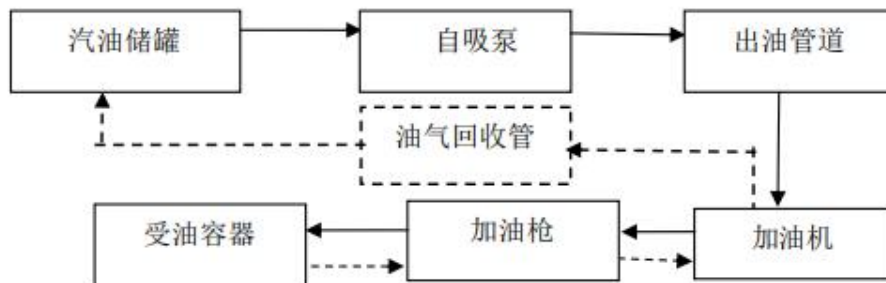 汽油储罐
自吸泵
出油管道
油气回收管
受油容器
加油枪
加油机